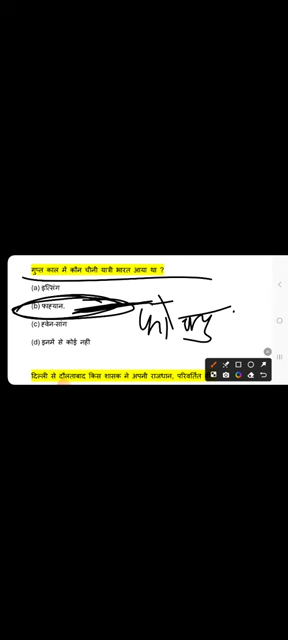 गुप्त काल में कौन चीनी यात्री भारत आया था ?
(a) इत्सिंग
(b) फाह्यान.
(c) ह्वेन-सांग
(d) इनमें से कोई नहीं
दिल्ली से दौलताबाद किस शासक ने अपनी राजधान, परिवर्तित